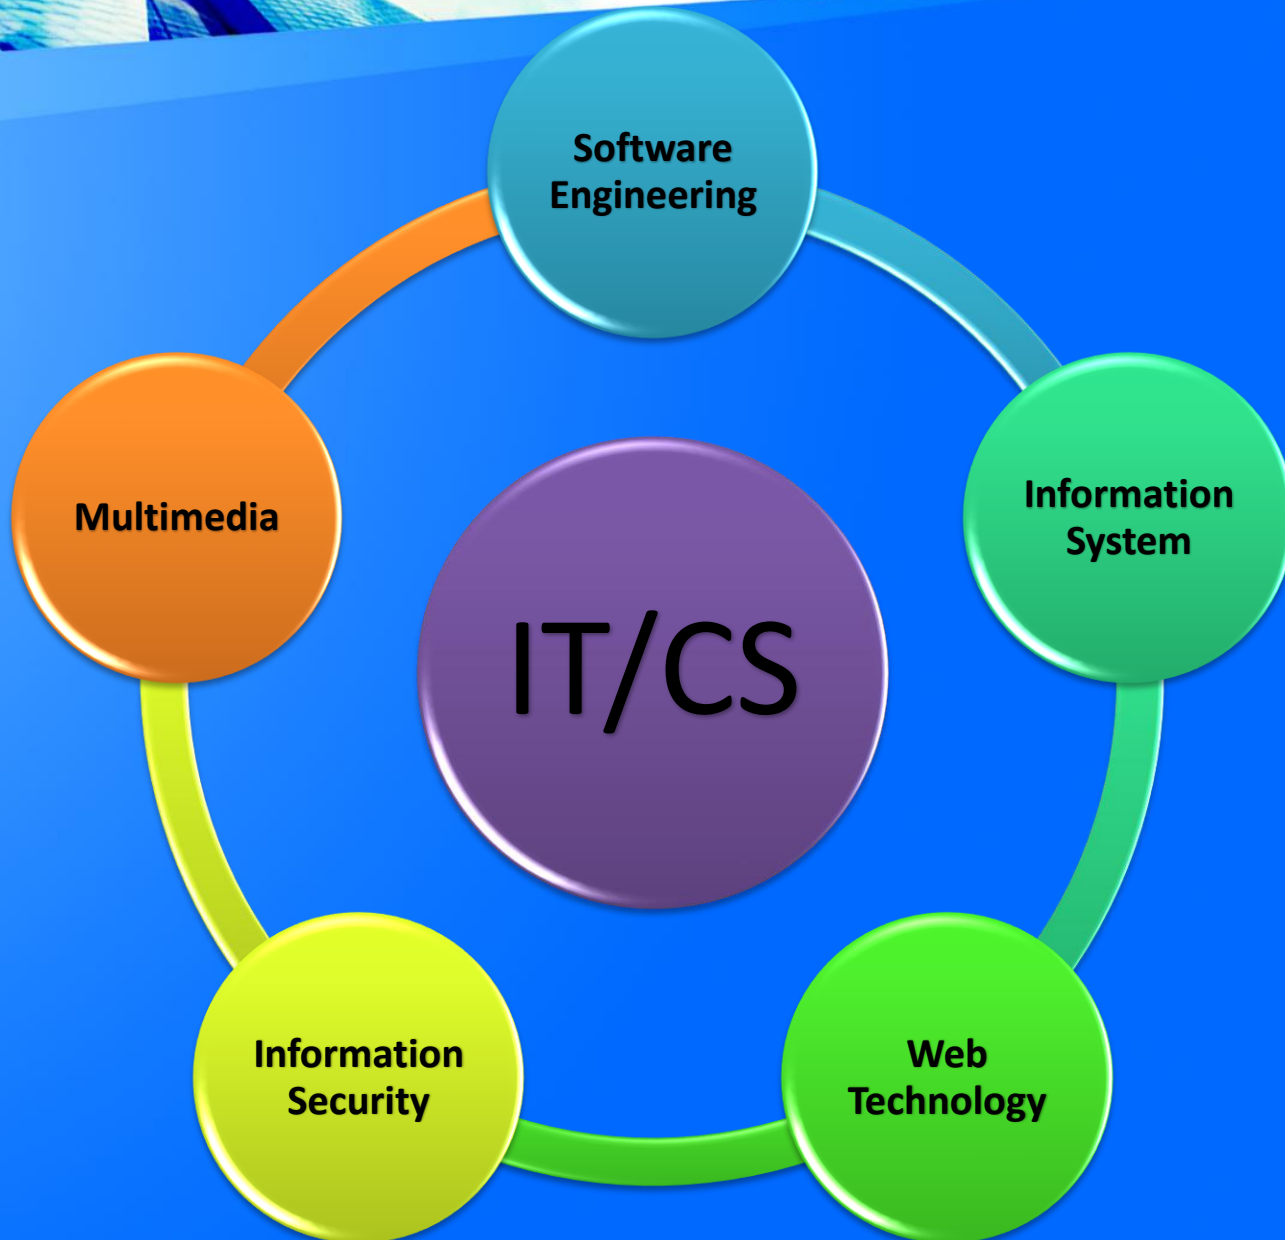 Software
Engineering
Information
System
Multimedia
IT/CS
Information
Security
Web
Technology